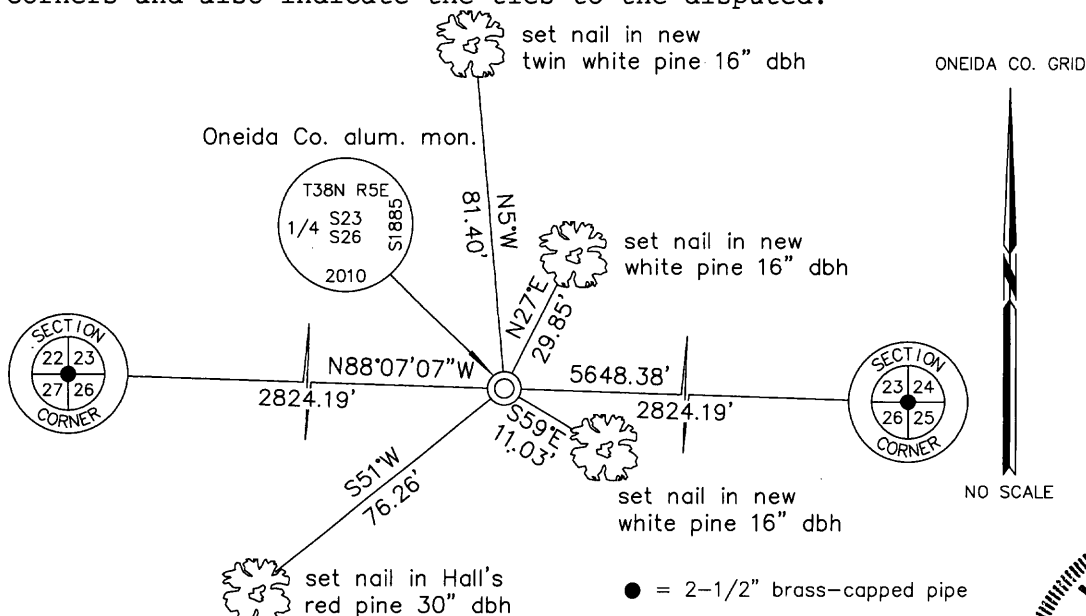 corners and also indicate the ties to the disputed.
set nail in new
twin white pine 16" dbh
ONEIDA CO. GRID
Oneida Co. alum. mon.
T38N R5E
1/4 S23
S26
S1885
2010
N5°W
81.40'
set nail in new
white pine 16" dbh
N27°E
29.85'
SECTION
22 23
27 26
CORNER
N88°07'07"W
2824.19'
5648.38'
2824.19'
SECTION
23 24
26 25
CORNER
S59°E
11.03'
S51°W
76.26'
N
NO SCALE
set nail in new
white pine 16" dbh
set nail in Hall's
red pine 30" dbh
● = 2-1/2" brass-capped pipe